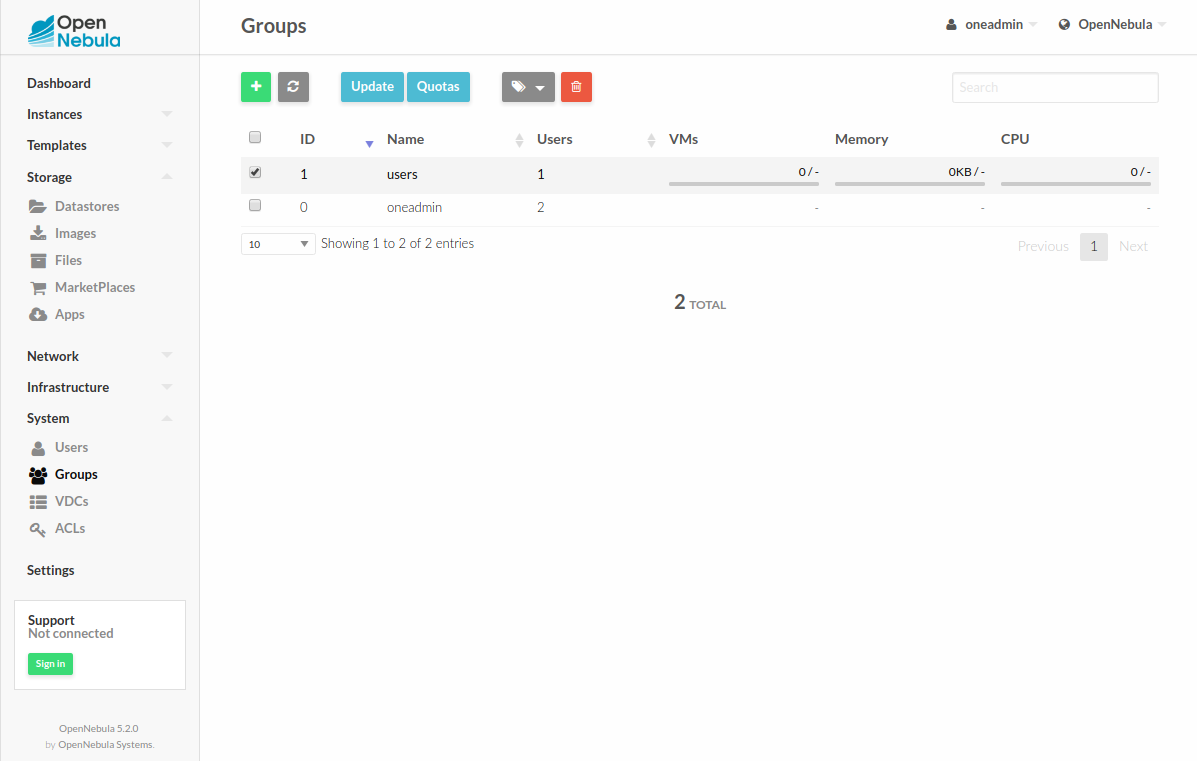 Open
Nebula
Groups
oneadmin
OpenNebula
Dashboard
Instances
Templates
Storage
Datastores
Images
Files
MarketPlaces
Apps
Network
Infrastructure
System
Users
Groups
VDCs
ACLs
Settings
Support
Not connected
Sign in
OpenNebula 5.2.0
by OpenNebula Systems.
+ Update Quotas
Search
ID Name Users VMs Memory CPU
1 users 1 0 / - 0KB / - 0 / -
0 oneadmin 2 - - -
10 Showing 1 to 2 of 2 entries
Previous 1 Next
2 TOTAL